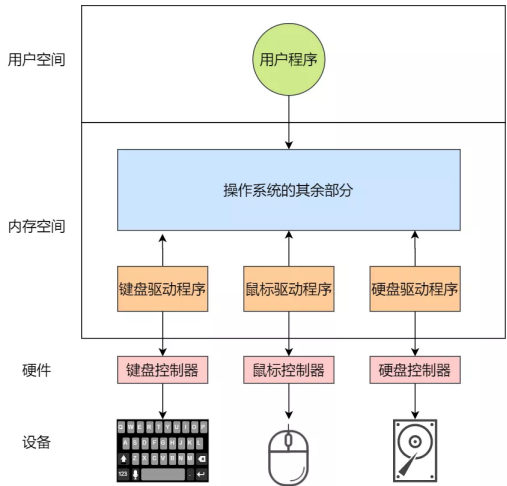 用户空间
用户程序
操作系统的其余部分
内存空间
键盘驱动程序
鼠标驱动程序
硬盘驱动程序
硬件
键盘控制器
鼠标控制器
硬盘控制器
设备
Q W E R T Y U I O P
A S D F G H J K L
Z X C V B N M
123